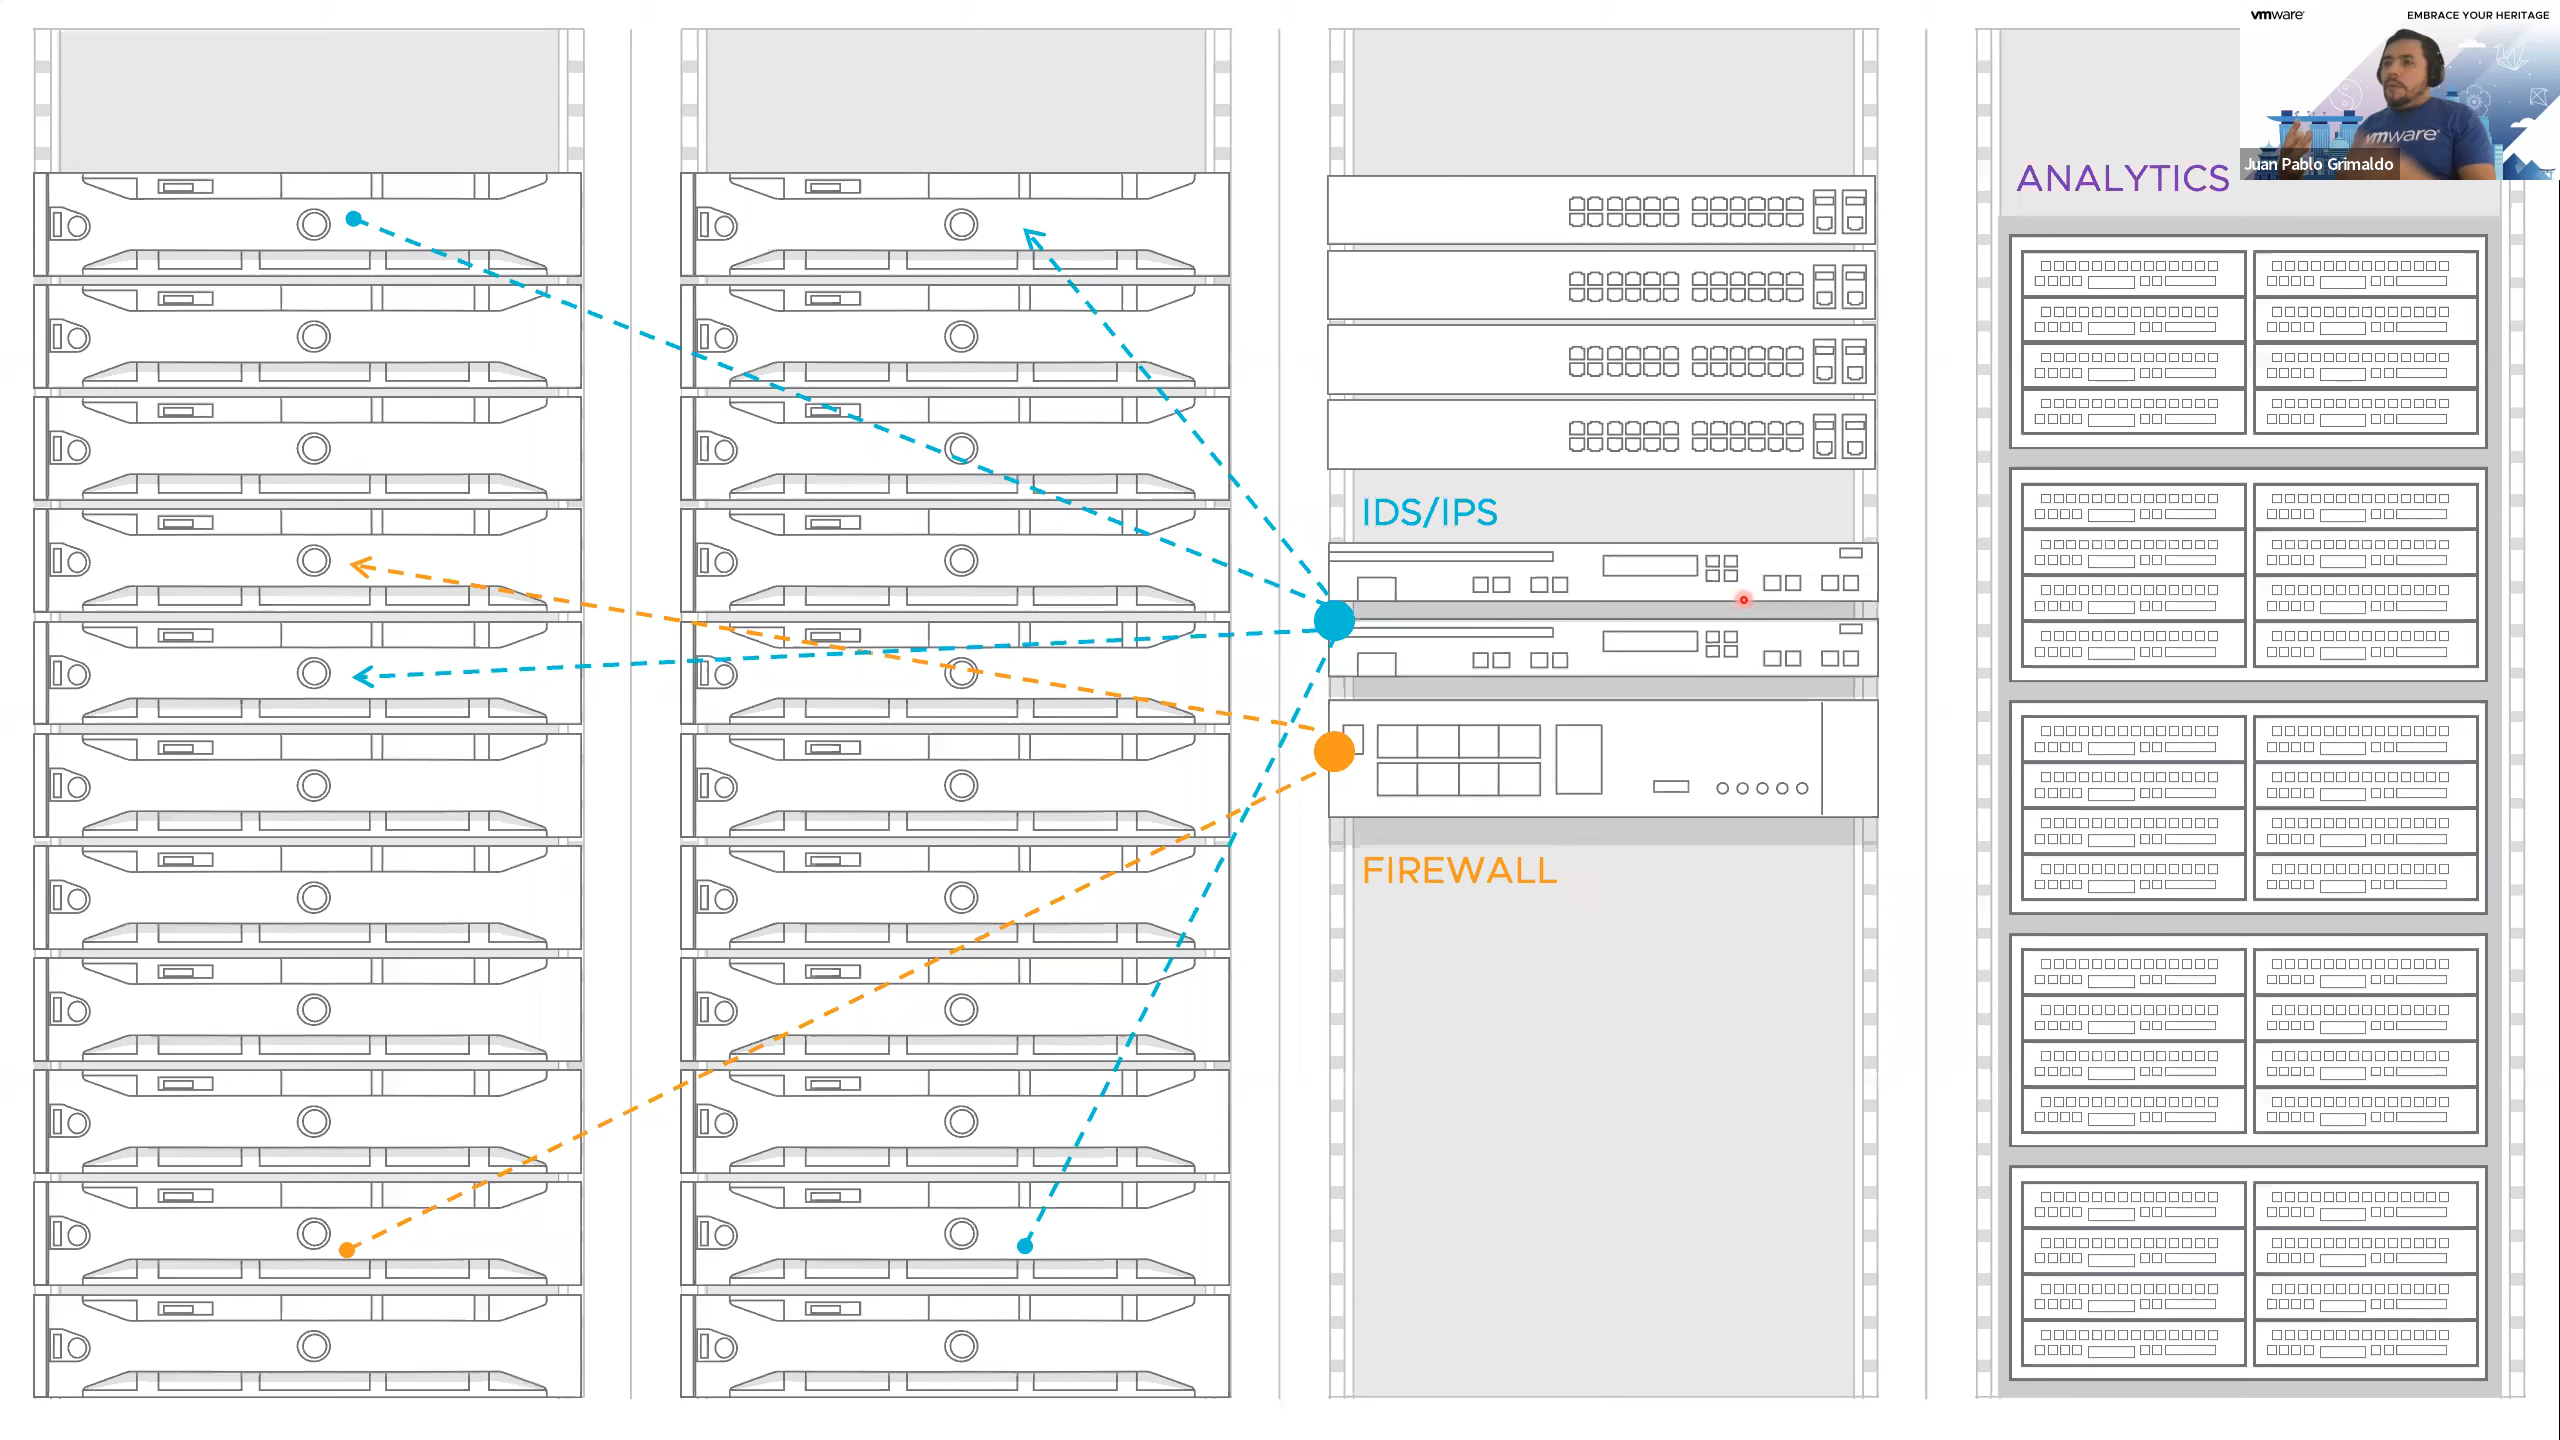 vmware®
EMBRACE YOUR HERITAGE
vmware®
Juan Pablo Grimaldo
ANALYTICS
IDS/IPS
FIREWALL